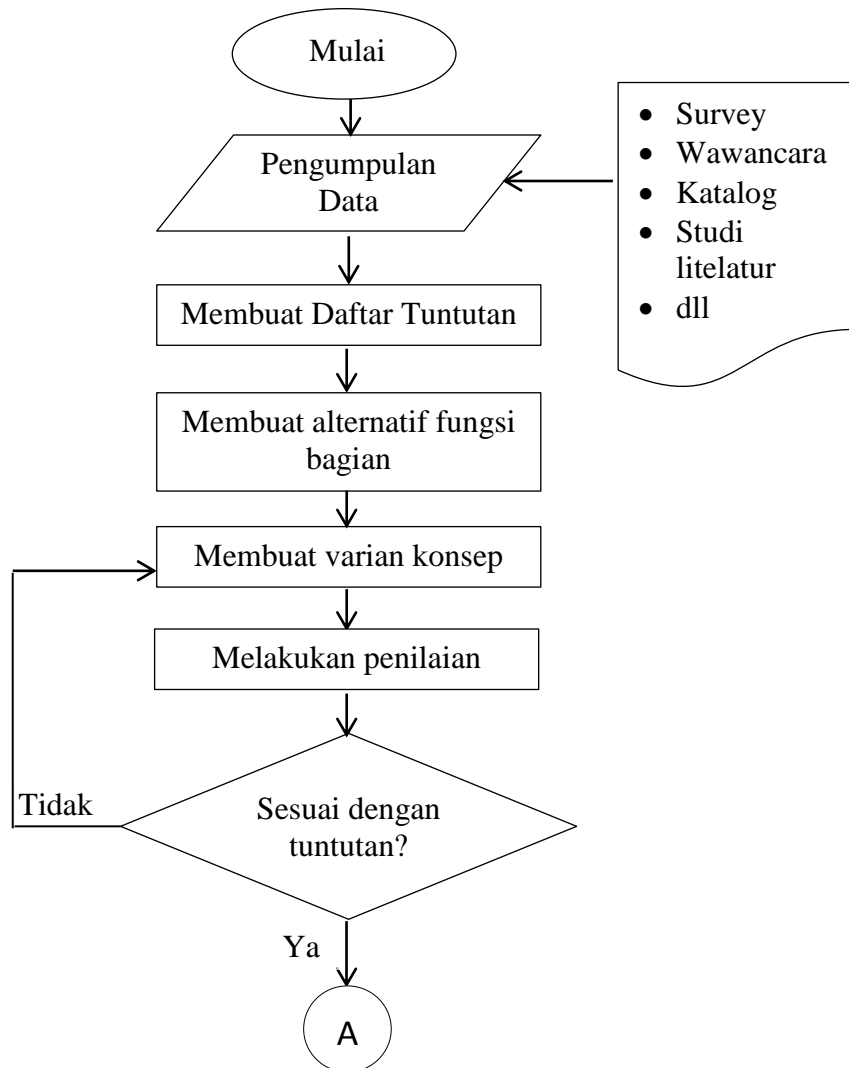 Mulai
Pengumpulan
Data
• Survey
• Wawancara
• Katalog
• Studi
litelatur
• dll
Membuat Daftar Tuntutan
Membuat alternatif fungsi
bagian
Membuat varian konsep
Melakukan penilaian
Sesuai dengan
tuntutan?
Tidak
Ya
A